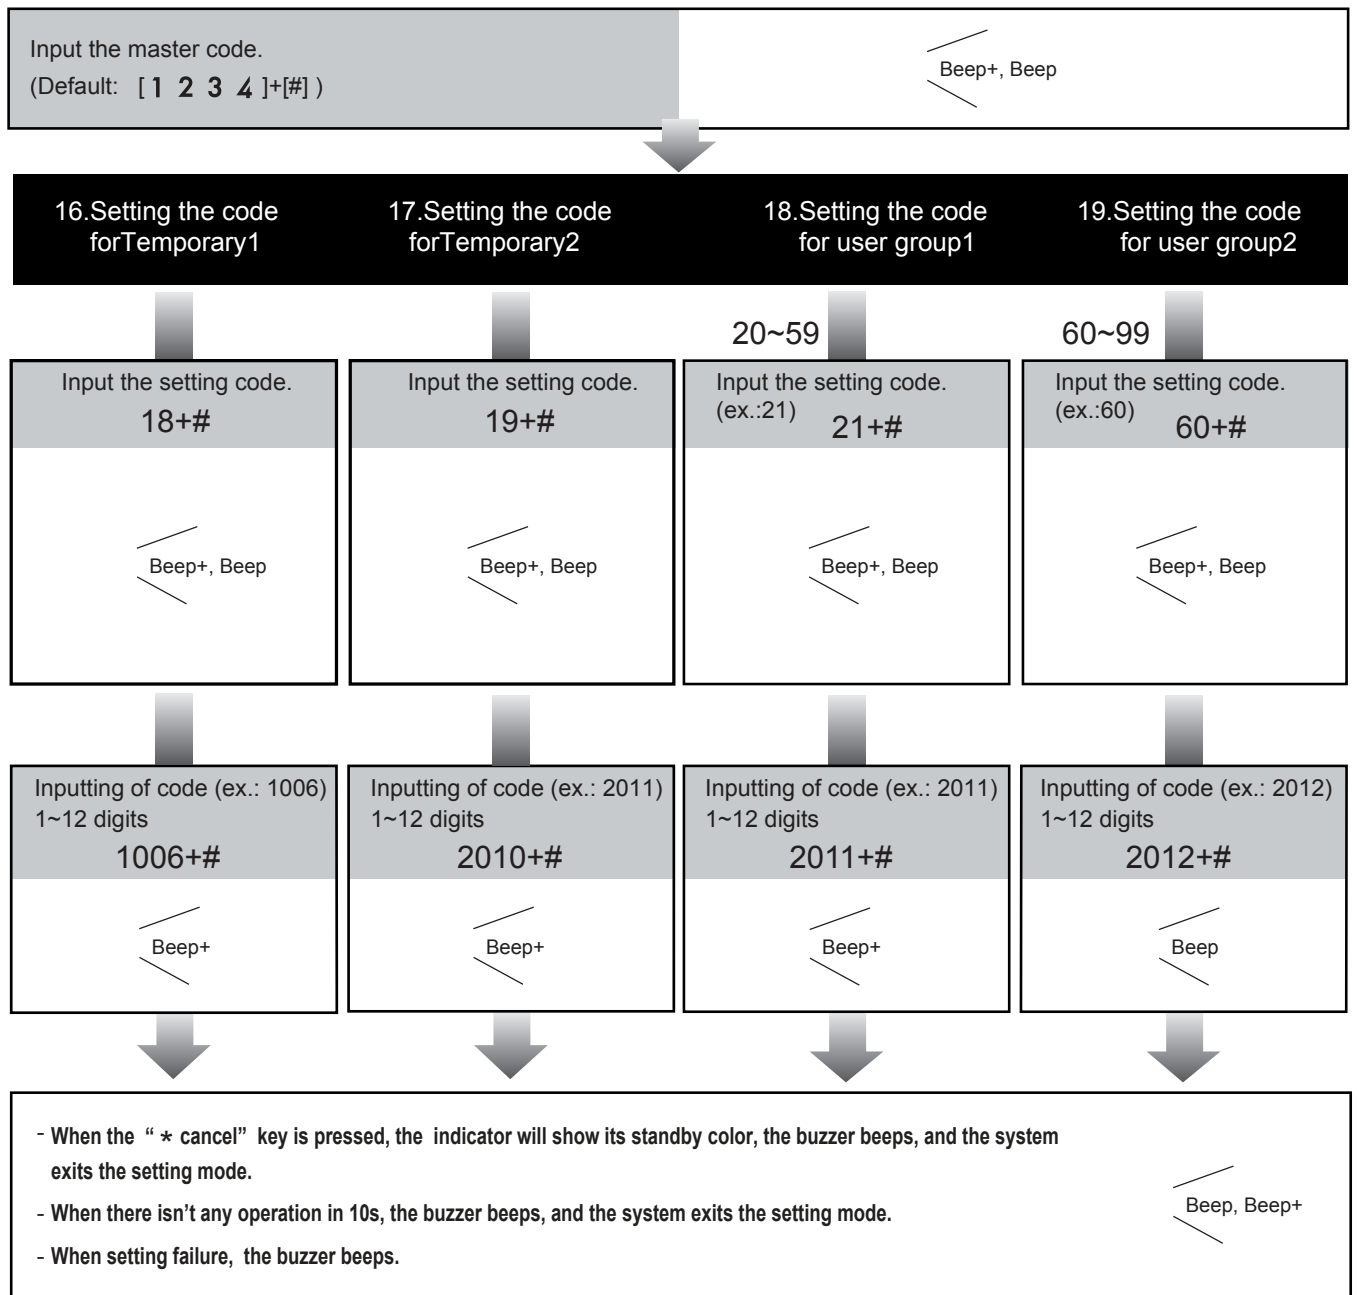 Input the master code.
(Default: [ 1 2 3 4 ]+[#] )
Beep+, Beep
16.Setting the code
forTemporary1
17.Setting the code
forTemporary2
18.Setting the code
for user group1
19.Setting the code
for user group2
20~59
60~99
Input the setting code.
18+#
Beep+, Beep
Input the setting code.
19+#
Beep+, Beep
Input the setting code.
(ex.:21)
21+#
Beep+, Beep
Input the setting code.
(ex.:60)
60+#
Beep+, Beep
Inputting of code (ex.: 1006)
1~12 digits
1006+#
Beep+
Inputting of code (ex.: 2011)
1~12 digits
2010+#
Beep+
Inputting of code (ex.: 2011)
1~12 digits
2011+#
Beep+
Inputting of code (ex.: 2012)
1~12 digits
2012+#
Beep
- When the “ * cancel” key is pressed, the indicator will show its standby color, the buzzer beeps, and the system
exits the setting mode.
- When there isn’t any operation in 10s, the buzzer beeps, and the system exits the setting mode.
- When setting failure, the buzzer beeps.
Beep, Beep+